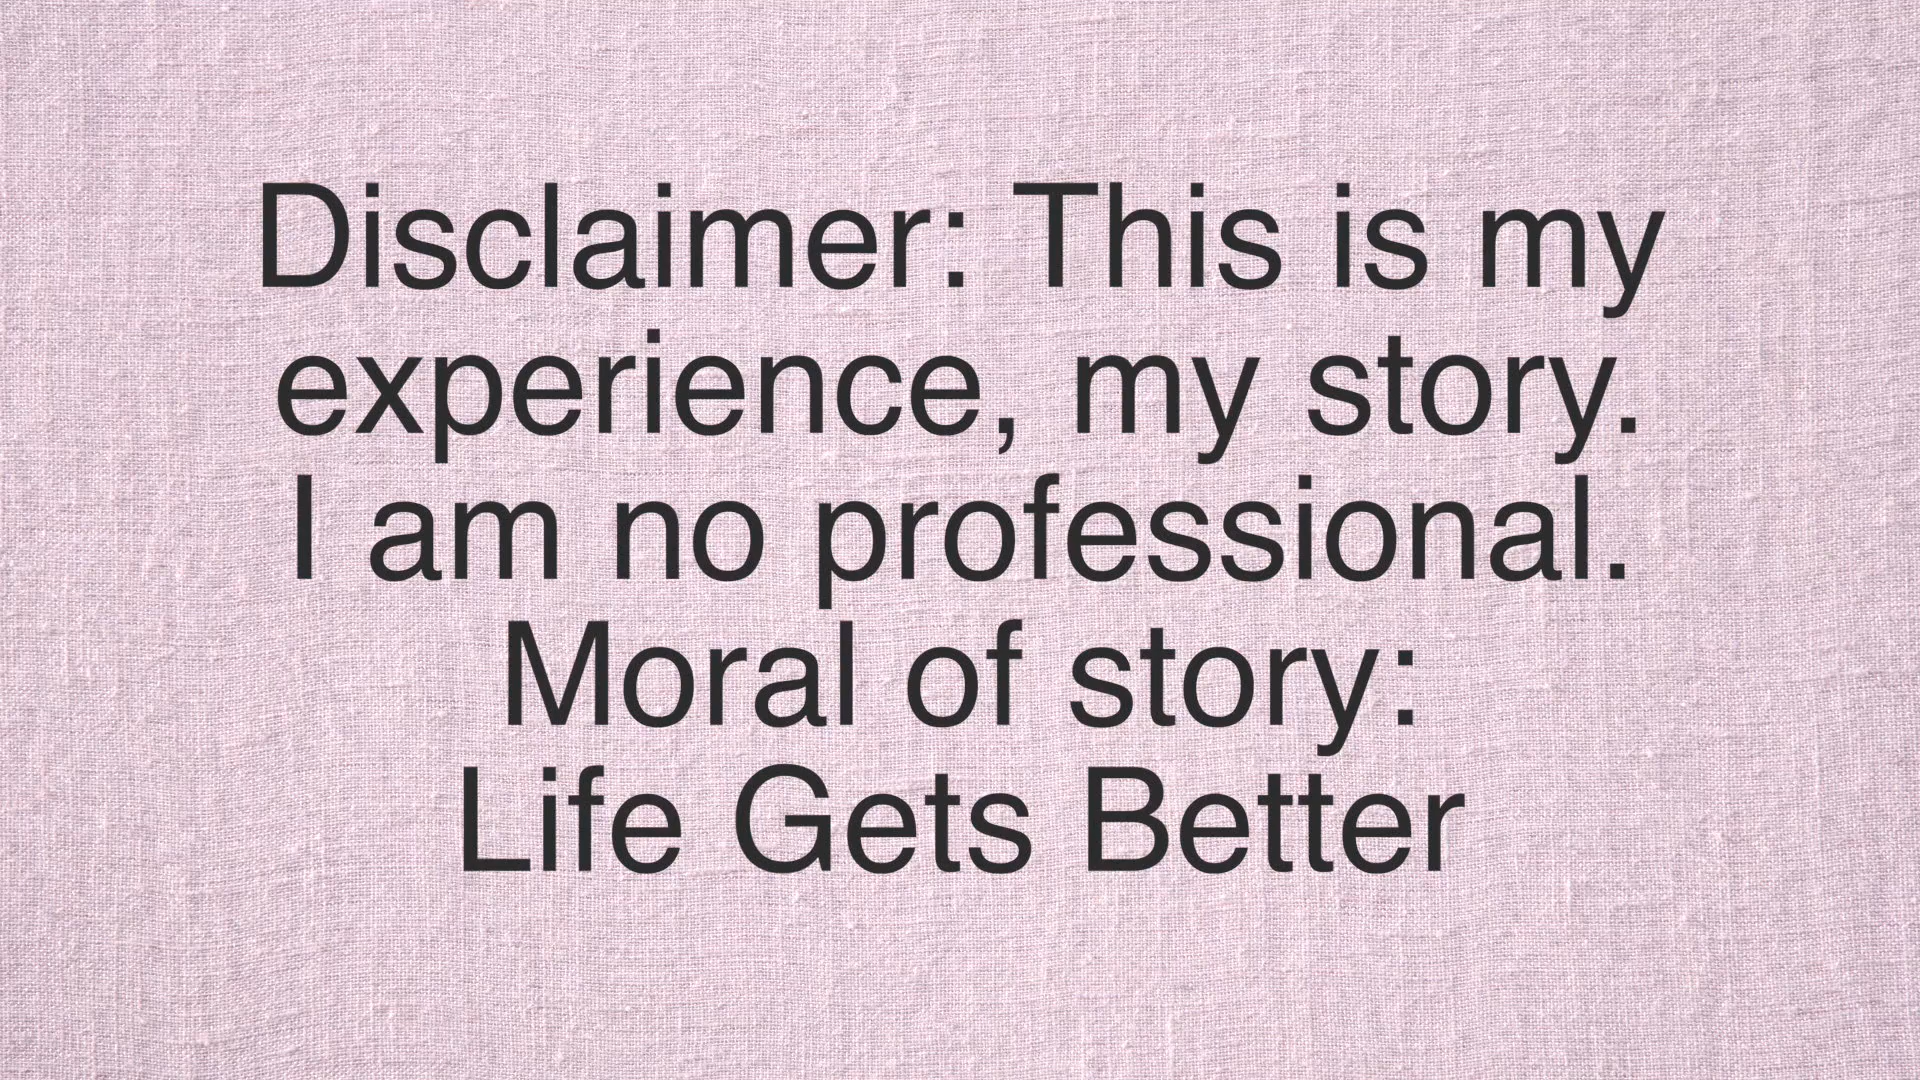 Disclaimer: This is my
experience, my story.
I am no professional.
Moral of story:
Life Gets Better